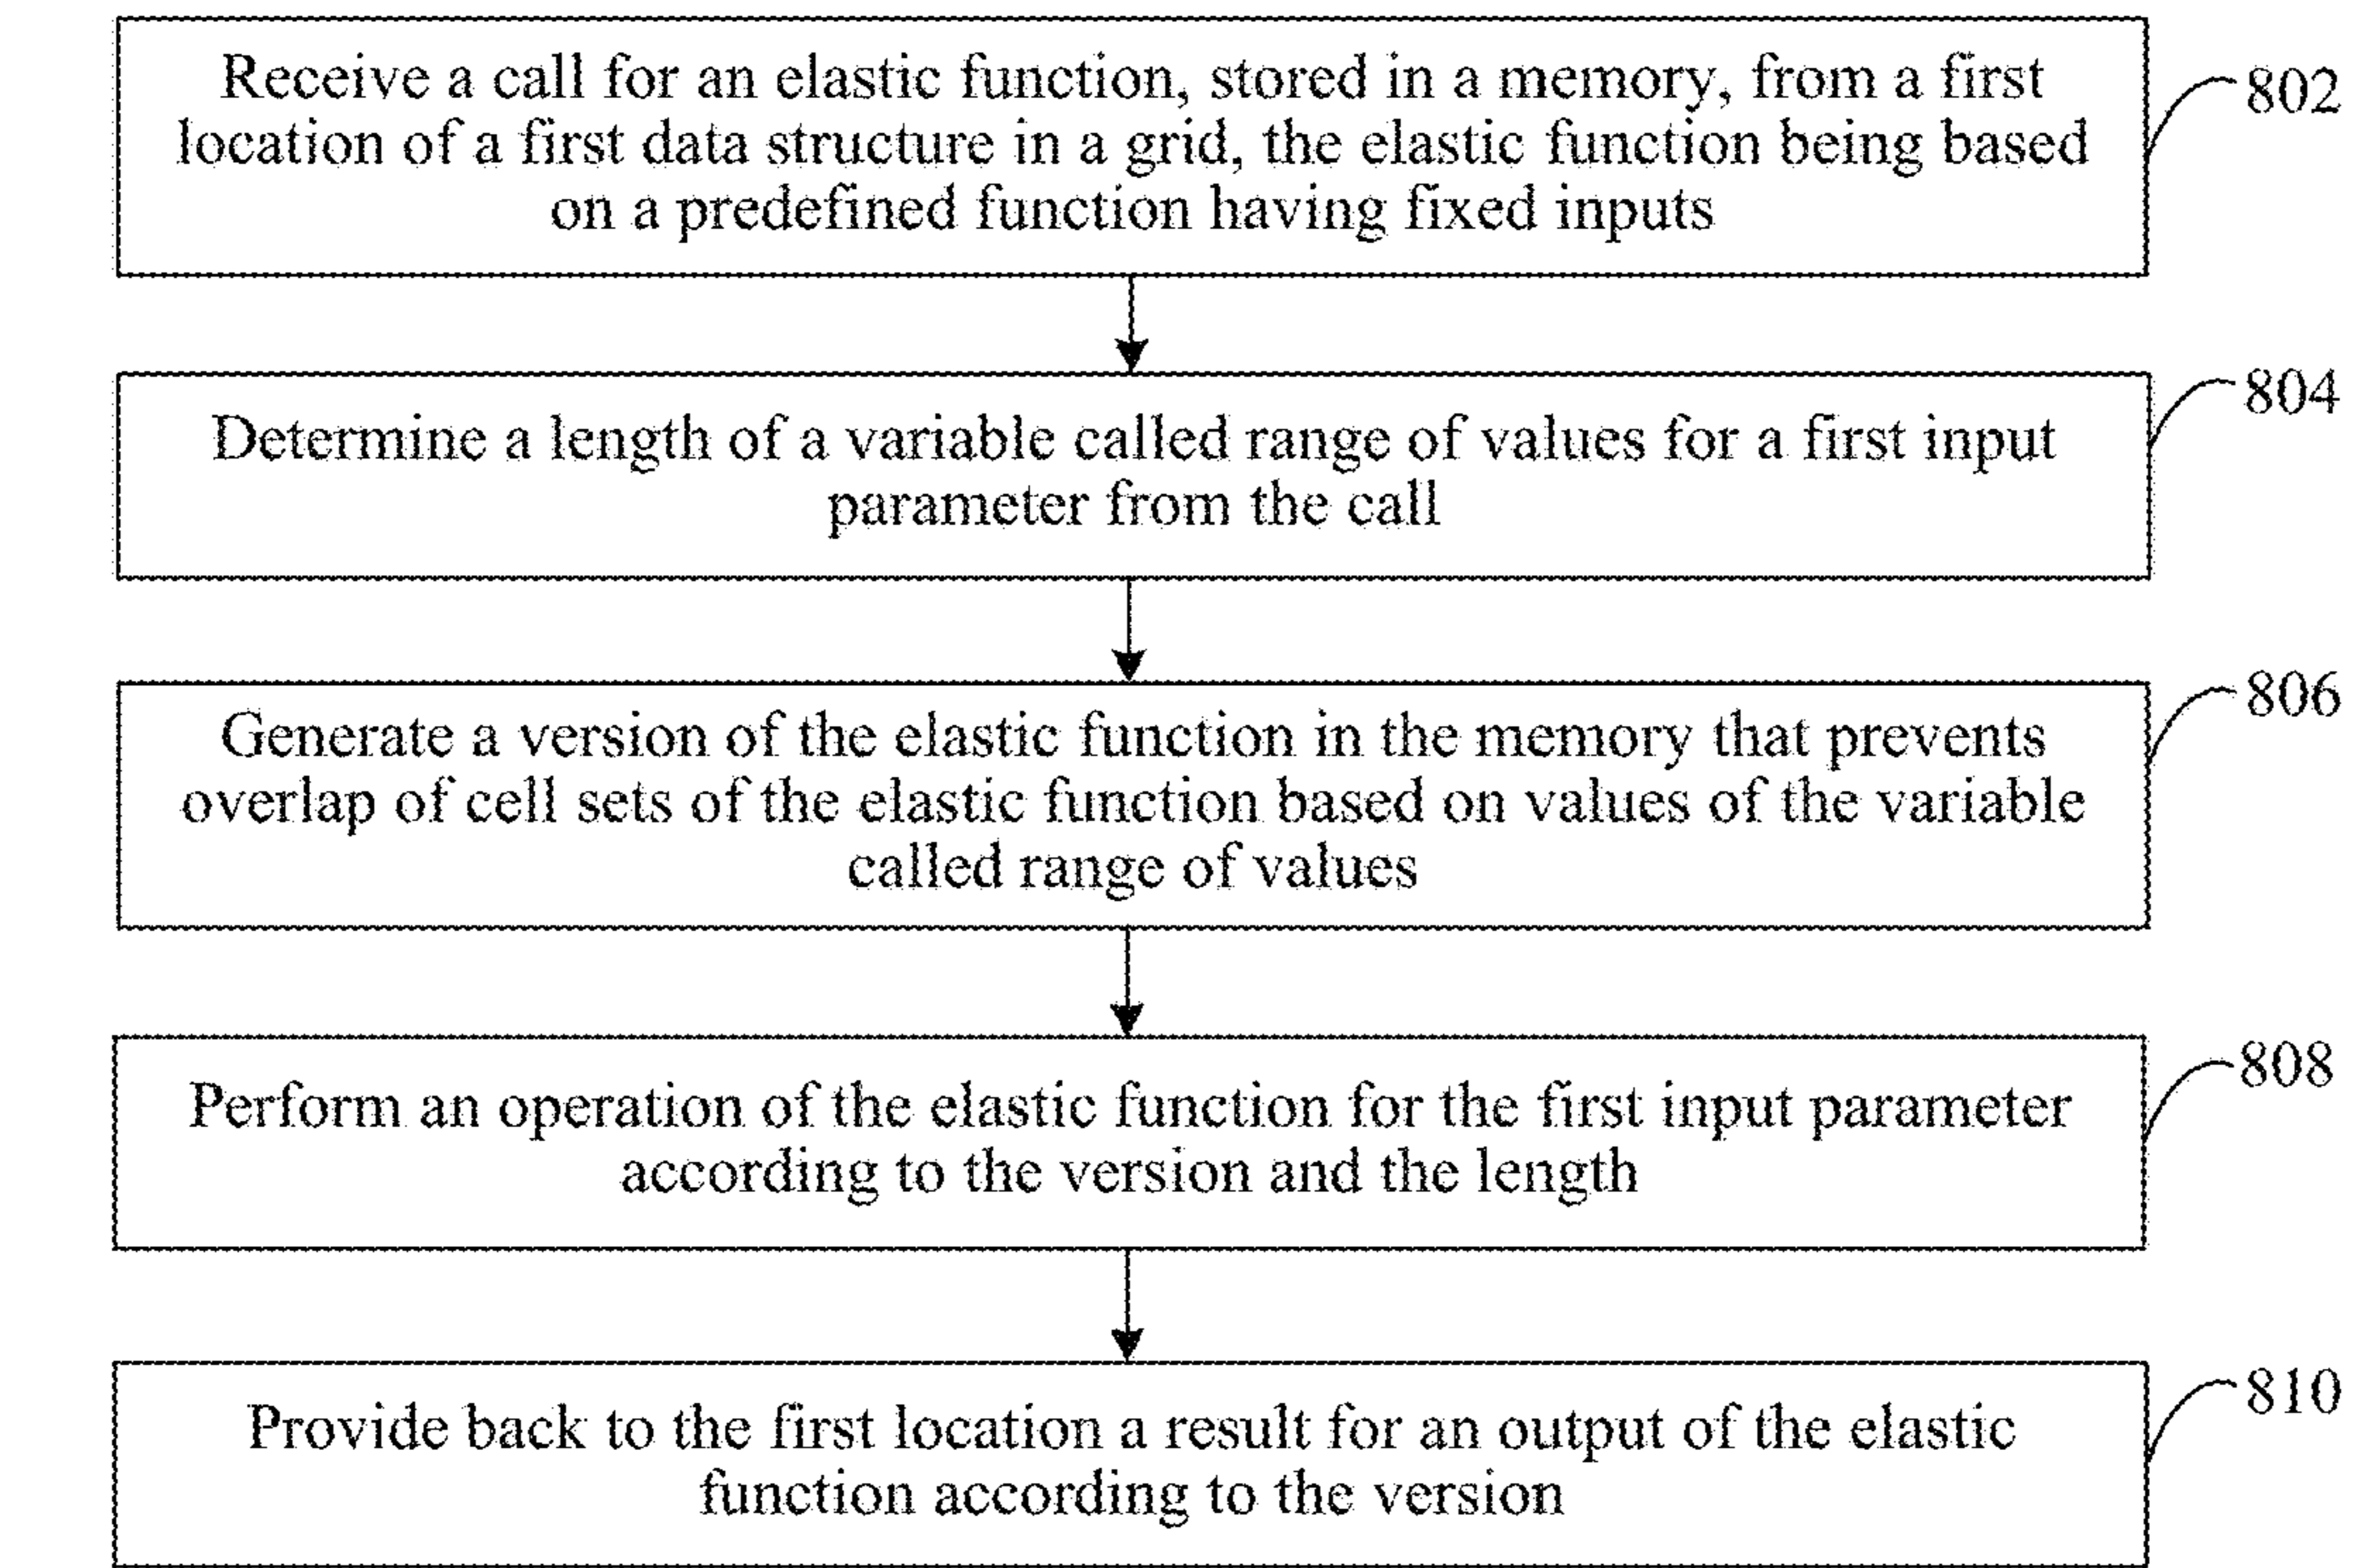 Receive a call for an elastic function, stored in a memory, from a first
location of a first data structure in a grid, the elastic function being based
on a predefined function having fixed inputs
802
Determine a length of a variable called range of values for a first input
parameter from the call
804
Generate a version of the elastic function in the memory that prevents
overlap of cell sets of the elastic function based on values of the variable
called range of values
806
Perform an operation of the elastic function for the first input parameter
according to the version and the length
808
Provide back to the first location a result for an output of the elastic
function according to the version
810